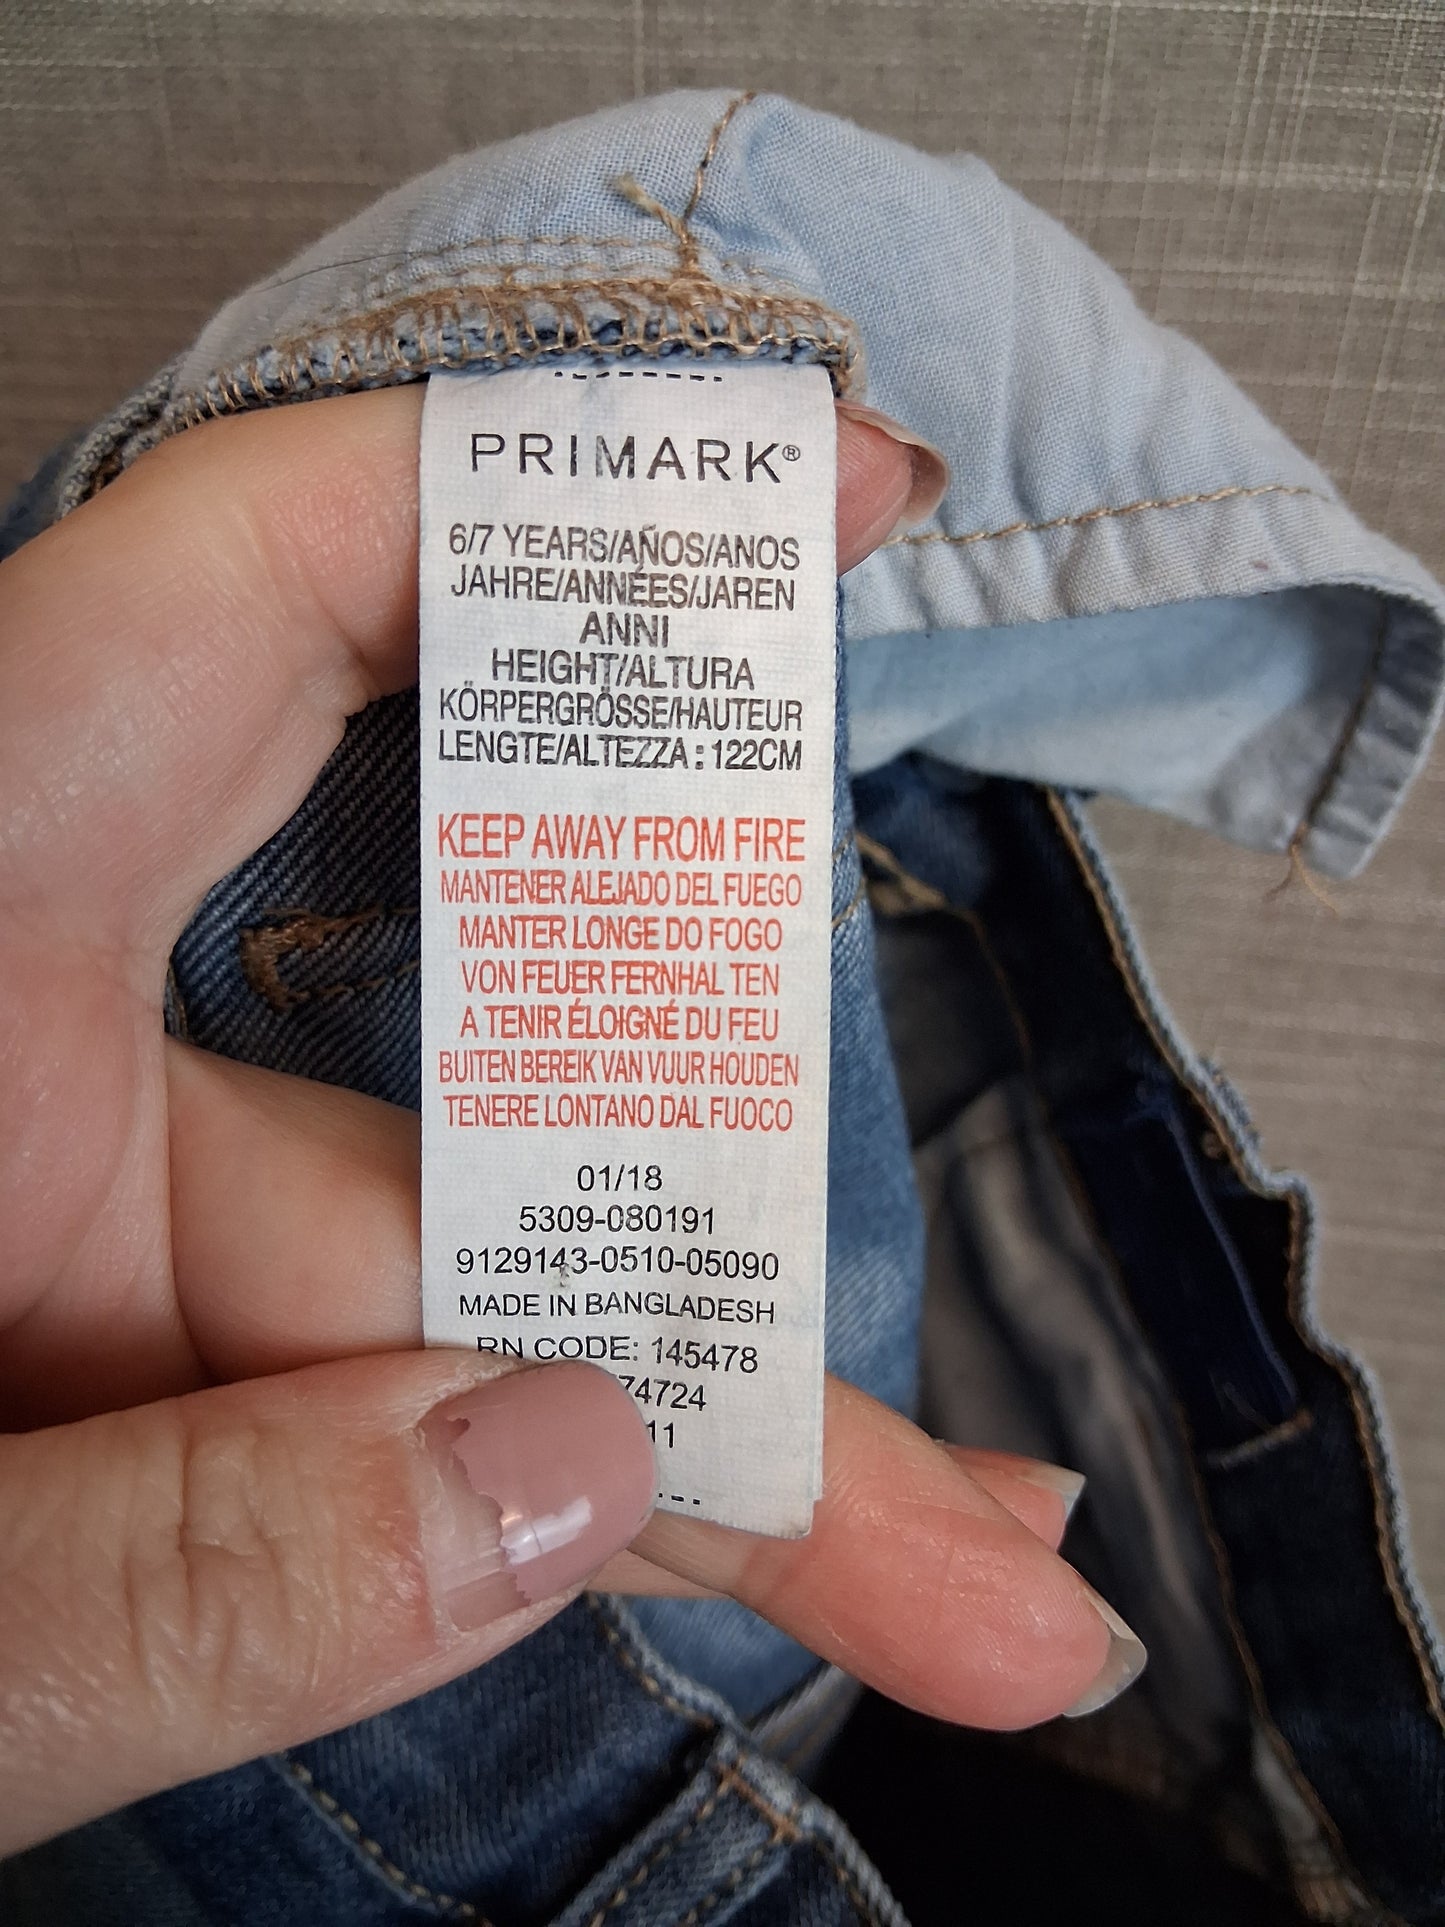 PRIMARK®
6/7 YEARS/AÑOS/ANOS
JAHRE/ANNÉES/JAREN
ANNI
HEIGHT/ALTURA
KÖRPERGRÖSSE/HAUTEUR
LENGTE/ALTEZZA : 122CM
KEEP AWAY FROM FIRE
MANTENER ALEJADO DEL FUEGO
MANTER LONGE DO FOGO
VON FEUER FERNHAL TEN
A TENIR ÉLOIGNÉ DU FEU
BUITEN BEREIK VAN VUUR HOUDEN
TENERE LONTANO DAL FUOCO
01/18
5309-080191
9129143-0510-05090
MADE IN BANGLADESH
RN CODE: 145478
74724
11